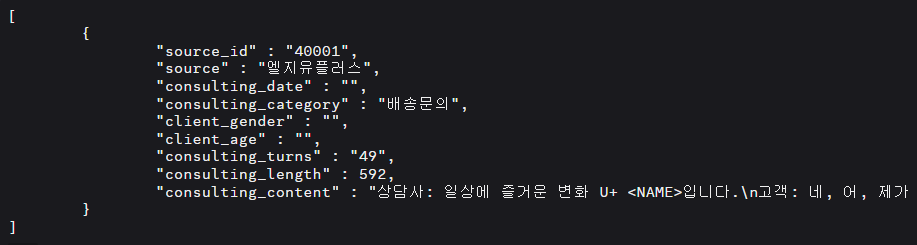 [
{
"source_id" : "40001",
"source" : "엘지유플러스",
"consulting_date" : "",
"consulting_category" : "배송문의",
"client_gender" : "",
"client_age" : "",
"consulting_turns" : "49",
"consulting_length" : 592,
"consulting_content" : "상담사: 일상에 즐거운 변화 U+ <NAME>입니다.\n고객: 네, 어, 제가
}
]